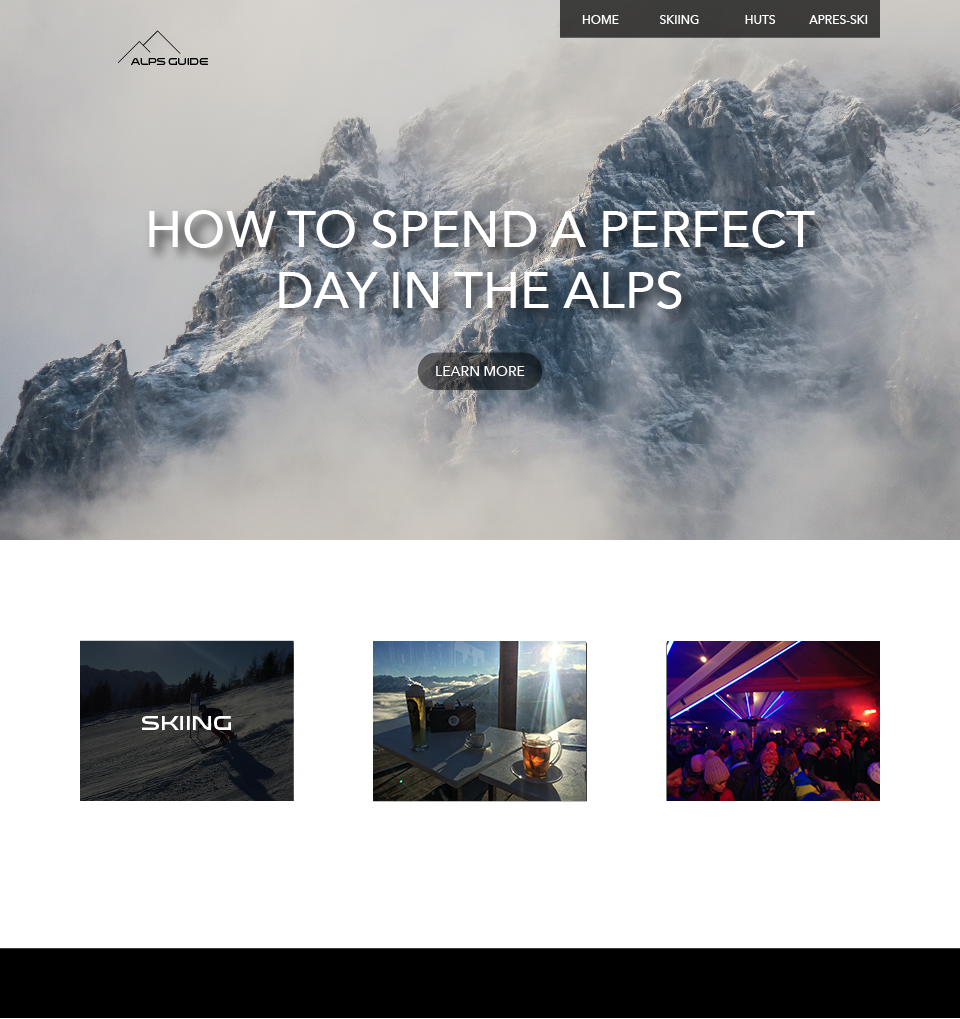 HOME SKIING HUTS APRES-SKI
ALPS GUIDE
HOW TO SPEND A PERFECT
DAY IN THE ALPS
LEARN MORE
SKIING